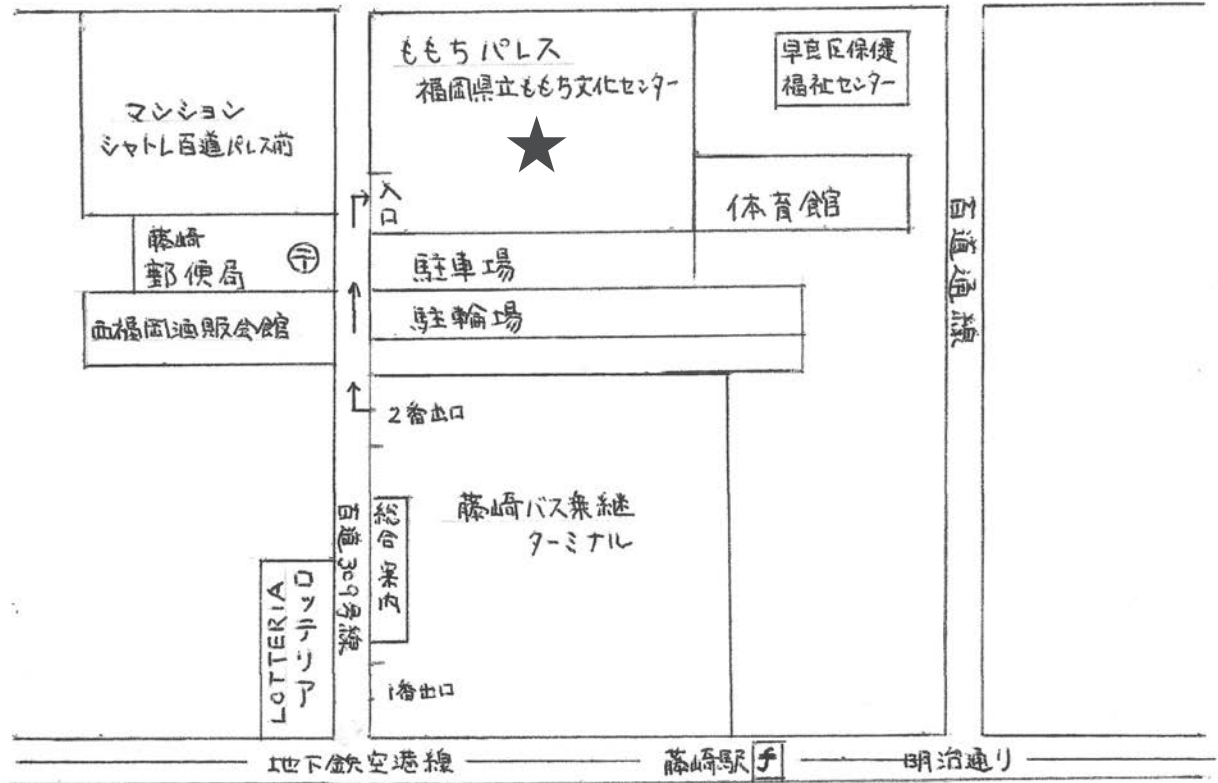 ももちパレス
福岡県立ももち文化センター
早良区保健
福祉センター
マンション
シャトレ百道パレス前
入口
体育館
百道通線
藤崎
郵便局
〒
駐車場
西福岡酒販会館
駐輪場
2番出口
藤崎バス乗継
ターミナル
総合案内
百道309号線
ロッテリア
LOTTERIA
1番出口
地下鉄空港線
藤崎駅
明治通り